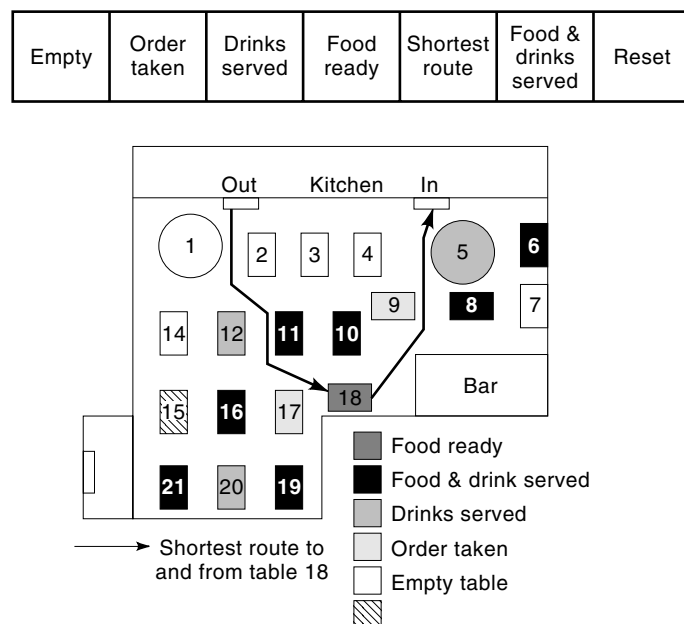 Empty
Order
taken
Drinks
served
Food
ready
Shortest
route
Food &
drinks
served
Reset
Out Kitchen In
1
2
3
4
5
6
7
8
9
10
11
12
14
15
16
17
18
Bar
21
20
19
Food ready
Food & drink served
Drinks served
Order taken
Empty table
Shortest route to
and from table 18